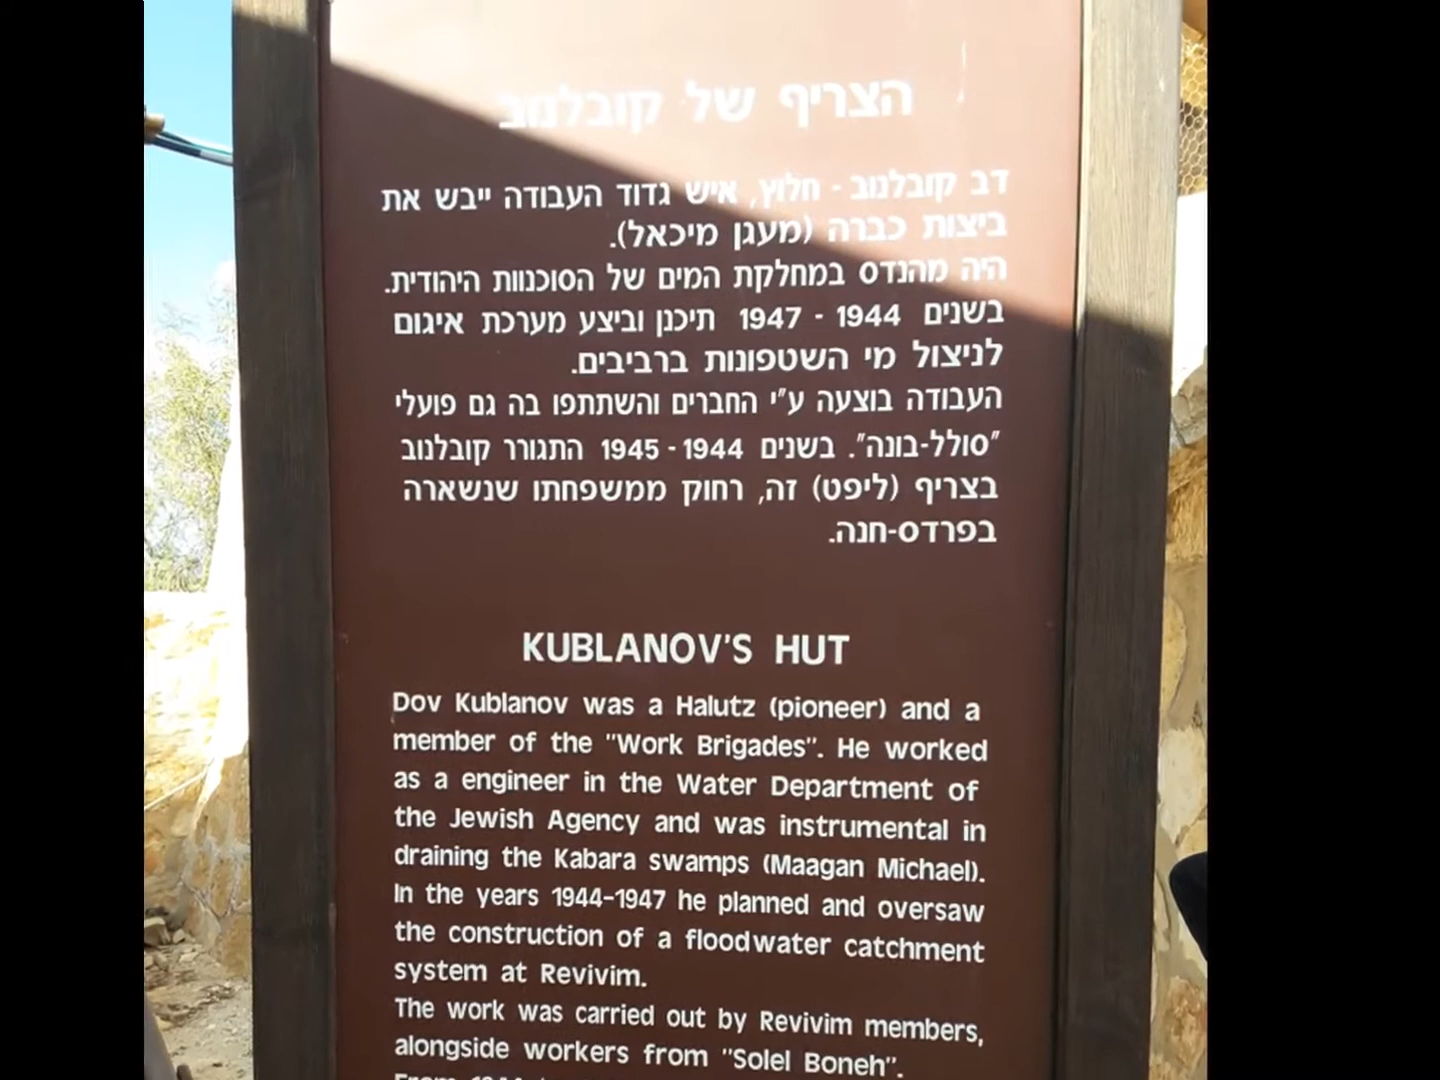 הצריף של קובלנוב
דב קובלנוב - חלוץ, איש גדוד העבודה ייבש את
ביצות כברה (מעגן מיכאל).
היה מהנדס במחלקת המים של הסוכנוות היהודית.
בשנים 1944 - 1947 תיכנן וביצע מערכת איגום
לניצול מי השטפונות ברביבים.
העבודה בוצעה ע"י החברים והשתתפו בה גם פועלי
"סולל-בונה". בשנים 1944 - 1945 התגורר קובלנוב
בצריף (ליפט) זה, רחוק ממשפחתו שנשארה
בפרדס-חנה.
KUBLANOV'S HUT
Dov Kublanov was a Halutz (pioneer) and a
member of the "Work Brigades". He worked
as a engineer in the Water Department of
the Jewish Agency and was instrumental in
draining the Kabara swamps (Maagan Michael).
In the years 1944-1947 he planned and oversaw
the construction of a floodwater catchment
system at Revivim.
The work was carried out by Revivim members,
alongside workers from "Solel Boneh".
From 1944